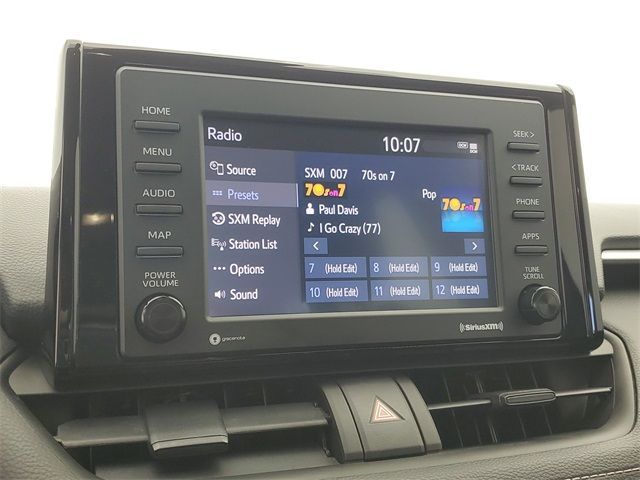 HOME
MENU
AUDIO
MAP
POWER
VOLUME
Radio
10:07
Source
Presets
SXM Replay
Station List
Options
Sound
SXM 007 70s on 7
70s on 7
Pop
70s on 7
Paul Davis
I Go Crazy (77)
< >
7 (Hold Edit) 8 (Hold Edit) 9 (Hold Edit)
10 (Hold Edit) 11 (Hold Edit) 12 (Hold Edit)
SEEK >
< TRACK
PHONE
APPS
TUNE
SCROLL
gracenote
SiriusXM